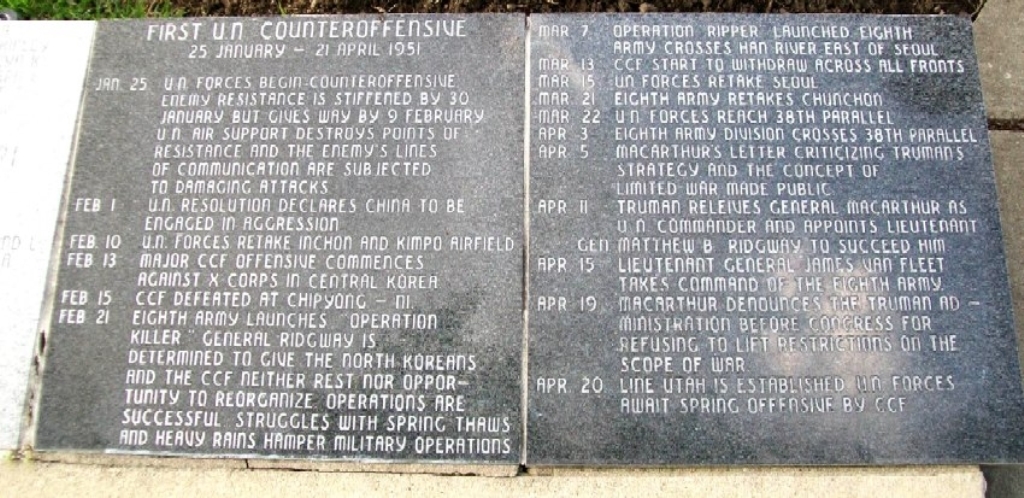 FIRST U.N COUNTEROFFENSIVE
25 JANUARY – 21 APRIL 1951
JAN. 25 U.N. FORCES BEGIN COUNTEROFFENSIVE
ENEMY RESISTANCE IS STIFFENED BY 30
JANUARY BUT GIVES WAY BY 9 FEBRUARY
U.N. AIR SUPPORT DESTROYS POINTS OF
RESISTANCE AND THE ENEMY'S LINES
OF COMMUNICATION ARE SUBJECTED
TO DAMAGING ATTACKS
FEB 1 U.N. RESOLUTION DECLARES CHINA TO BE
ENGAGED IN AGGRESSION
FEB. 10 U.N. FORCES RETAKE INCHON AND KIMPO AIRFIELD
FEB 13 MAJOR CCF OFFENSIVE COMMENCES
AGAINST X CORPS IN CENTRAL KOREA
FEB 15 CCF DEFEATED AT CHIPYONG – NI.
FEB 21 EIGHTH ARMY LAUNCHES "OPERATION
KILLER" GENERAL RIDGWAY IS
DETERMINED TO GIVE THE NORTH KOREANS
AND THE CCF NEITHER REST NOR OPPOR–
TUNITY TO REORGANIZE OPERATIONS ARE
SUCCESSFUL STRUGGLES WITH SPRING THAWS
AND HEAVY RAINS HAMPER MILITARY OPERATIONS
MAR 7 OPERATION RIPPER LAUNCHED EIGHTH
ARMY CROSSES HAN RIVER EAST OF SEOUL
MAR 13 CCF START TO WITHDRAW ACROSS ALL FRONTS
MAR 15 UN FORCES RETAKE SEOUL
MAR 21 EIGHTH ARMY RETAKES CHUNCHON
MAR 22 U.N FORCES REACH 38TH PARALLEL
APR 3 EIGHTH ARMY DIVISION CROSSES 38TH PARALLEL
APR. 5 MACARTHUR'S LETTER CRITICIZING TRUMAN'S
STRATEGY AND THE CONCEPT OF
LIMITED WAR MADE PUBLIC
APR 11 TRUMAN RELEIVES GENERAL MACARTHUR AS
U N COMMANDER AND APPOINTS LIEUTENANT
GEN MATTHEW B RIDGWAY TO SUCCEED HIM
APR 15 LIEUTENANT GENERAL JAMES VAN FLEET
TAKES COMMAND OF THE EIGHTH ARMY.
APR 19 MACARTHUR DENOUNCES THE TRUMAN AD –
MINISTRATION BEFORE CONGRESS FOR
REFUSING TO LIFT RESTRICTIONS ON THE
SCOPE OF WAR
APR. 20 LINE UTAH IS ESTABLISHED U.N. FORCES
AWAIT SPRING OFFENSIVE BY CCF